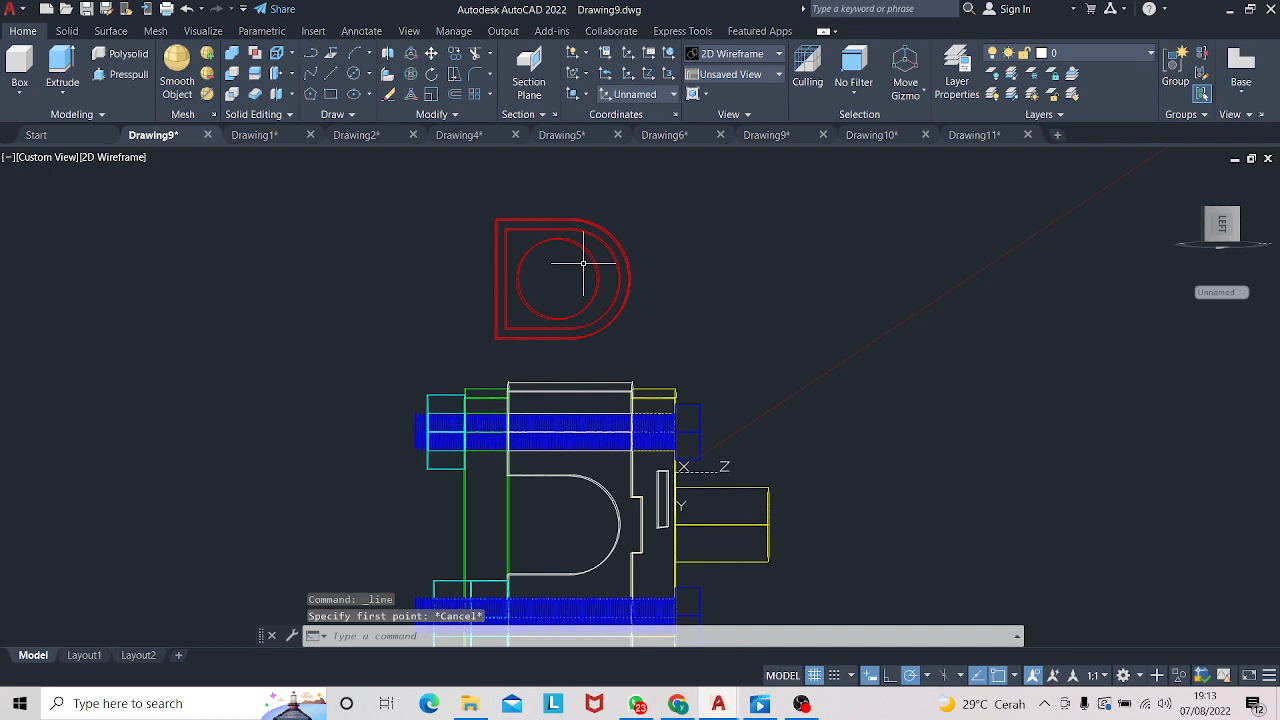 Share
Autodesk AutoCAD 2022 Drawing9.dwg
Type a keyword or phrase
Sign In
Home Solid Surface Mesh Visualize Parametric Insert Annotate View Manage Output Add-ins Collaborate Express Tools Featured Apps
Polysolid
Presspull
Box
Extrude
Smooth
Object
Section
Plane
Unnamed
2D Wireframe
Unsaved View
Culling
No Filter
Move
Gizmo
Layer
Properties
0
Group
Base
Modeling
Mesh
Draw
Modify
Section
Coordinates
View
Selection
Layers
Groups
Start Drawing9* Drawing1* Drawing2* Drawing4* Drawing5* Drawing6* Drawing9* Drawing10* Drawing11*
[−][Custom View][2D Wireframe]
LEFT
Unnamed
X Z
Y
Command: _line
Specify first point: *Cancel*
Type a command
Model Layout1 Layout2
MODEL
1:1
Type here to search
23
29°C Cerah
19:13
07/08/2022
12